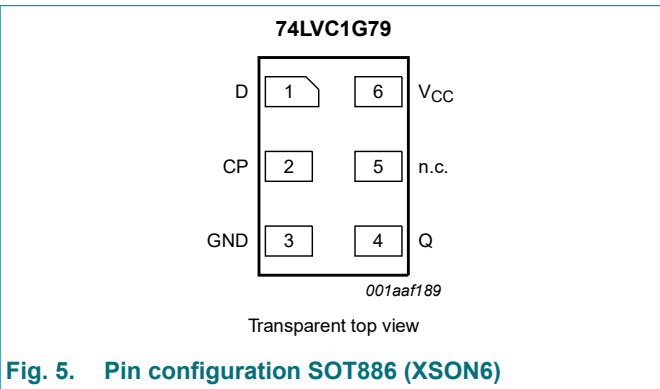 74LVC1G79
D 1 6 VCC
CP 2 5 n.c.
GND 3 4 Q
001aaf189
Transparent top view
Fig. 5. Pin configuration SOT886 (XSON6)